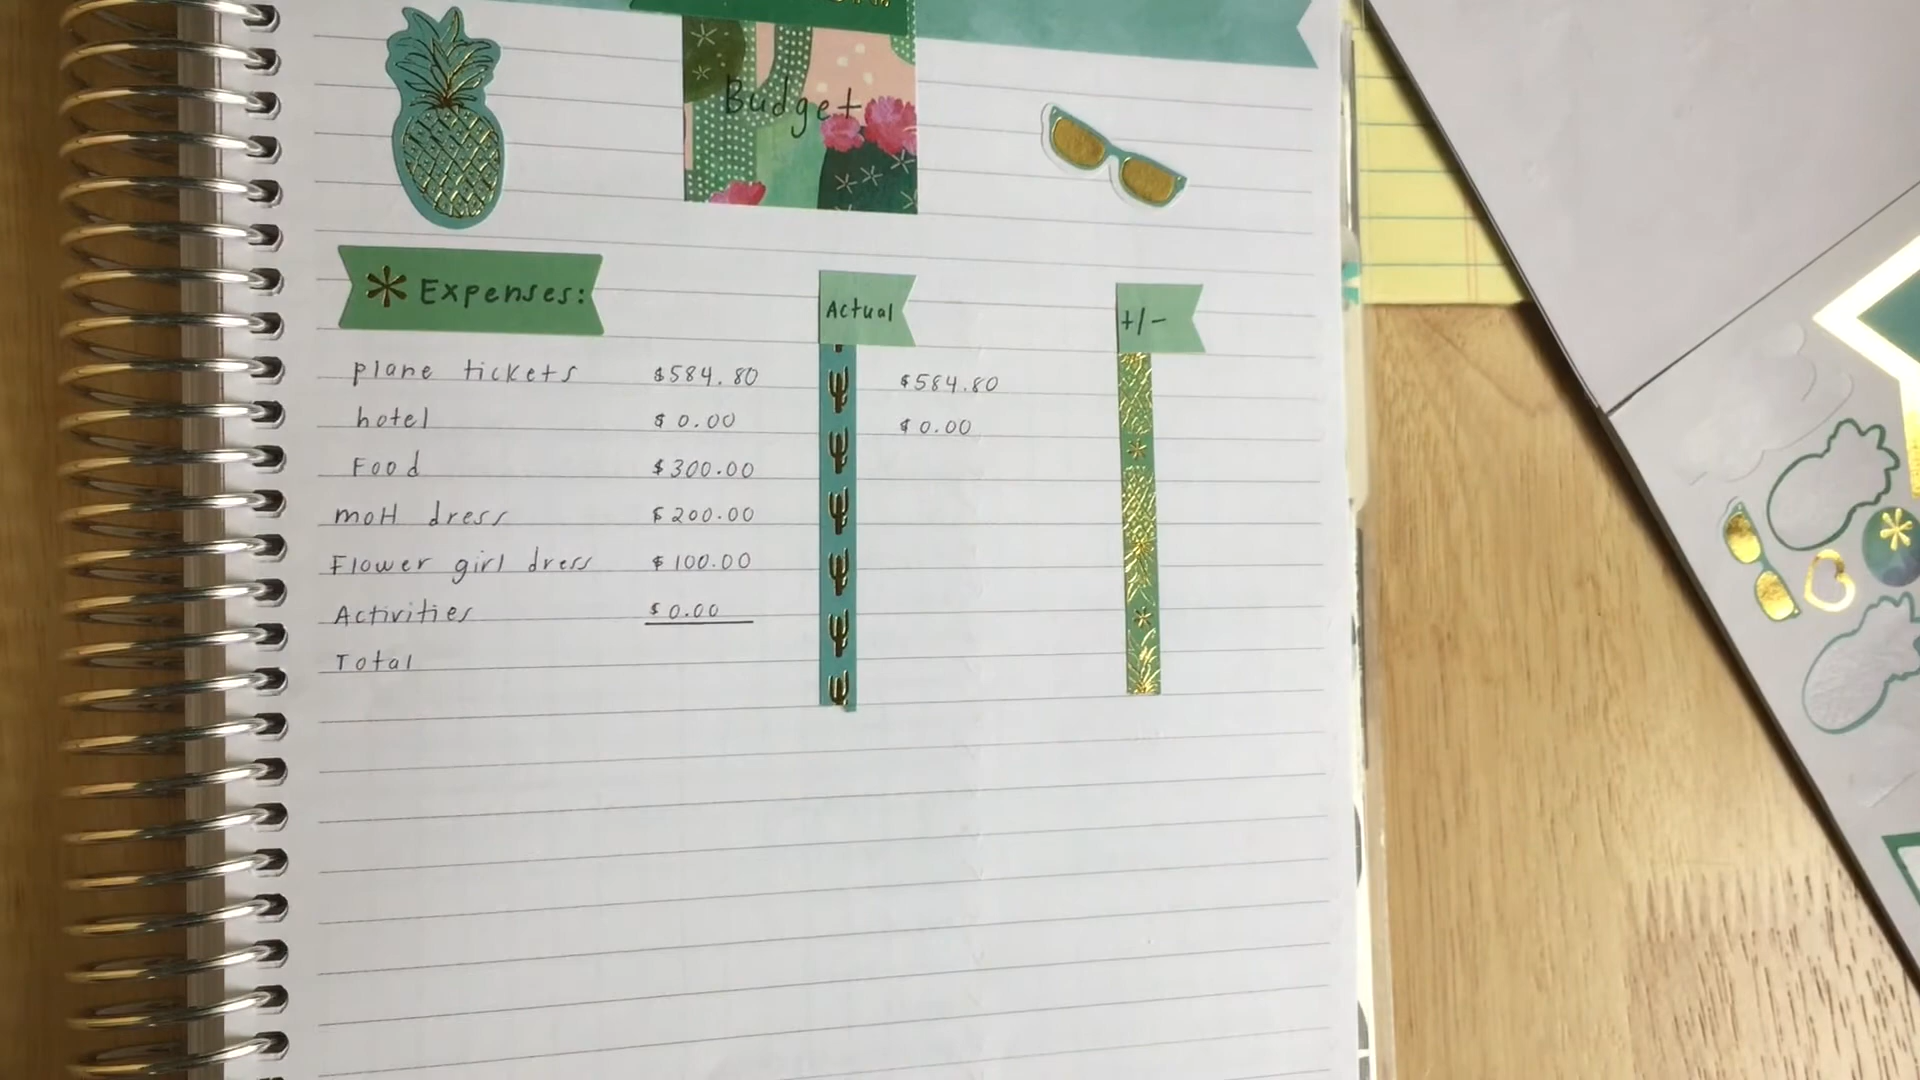 Budget
Expenses: Actual +/-
plane tickets $584.80 $584.80
hotel $0.00 $0.00
Food $300.00
moH dress $200.00
Flower girl dress $100.00
Activities $0.00
Total